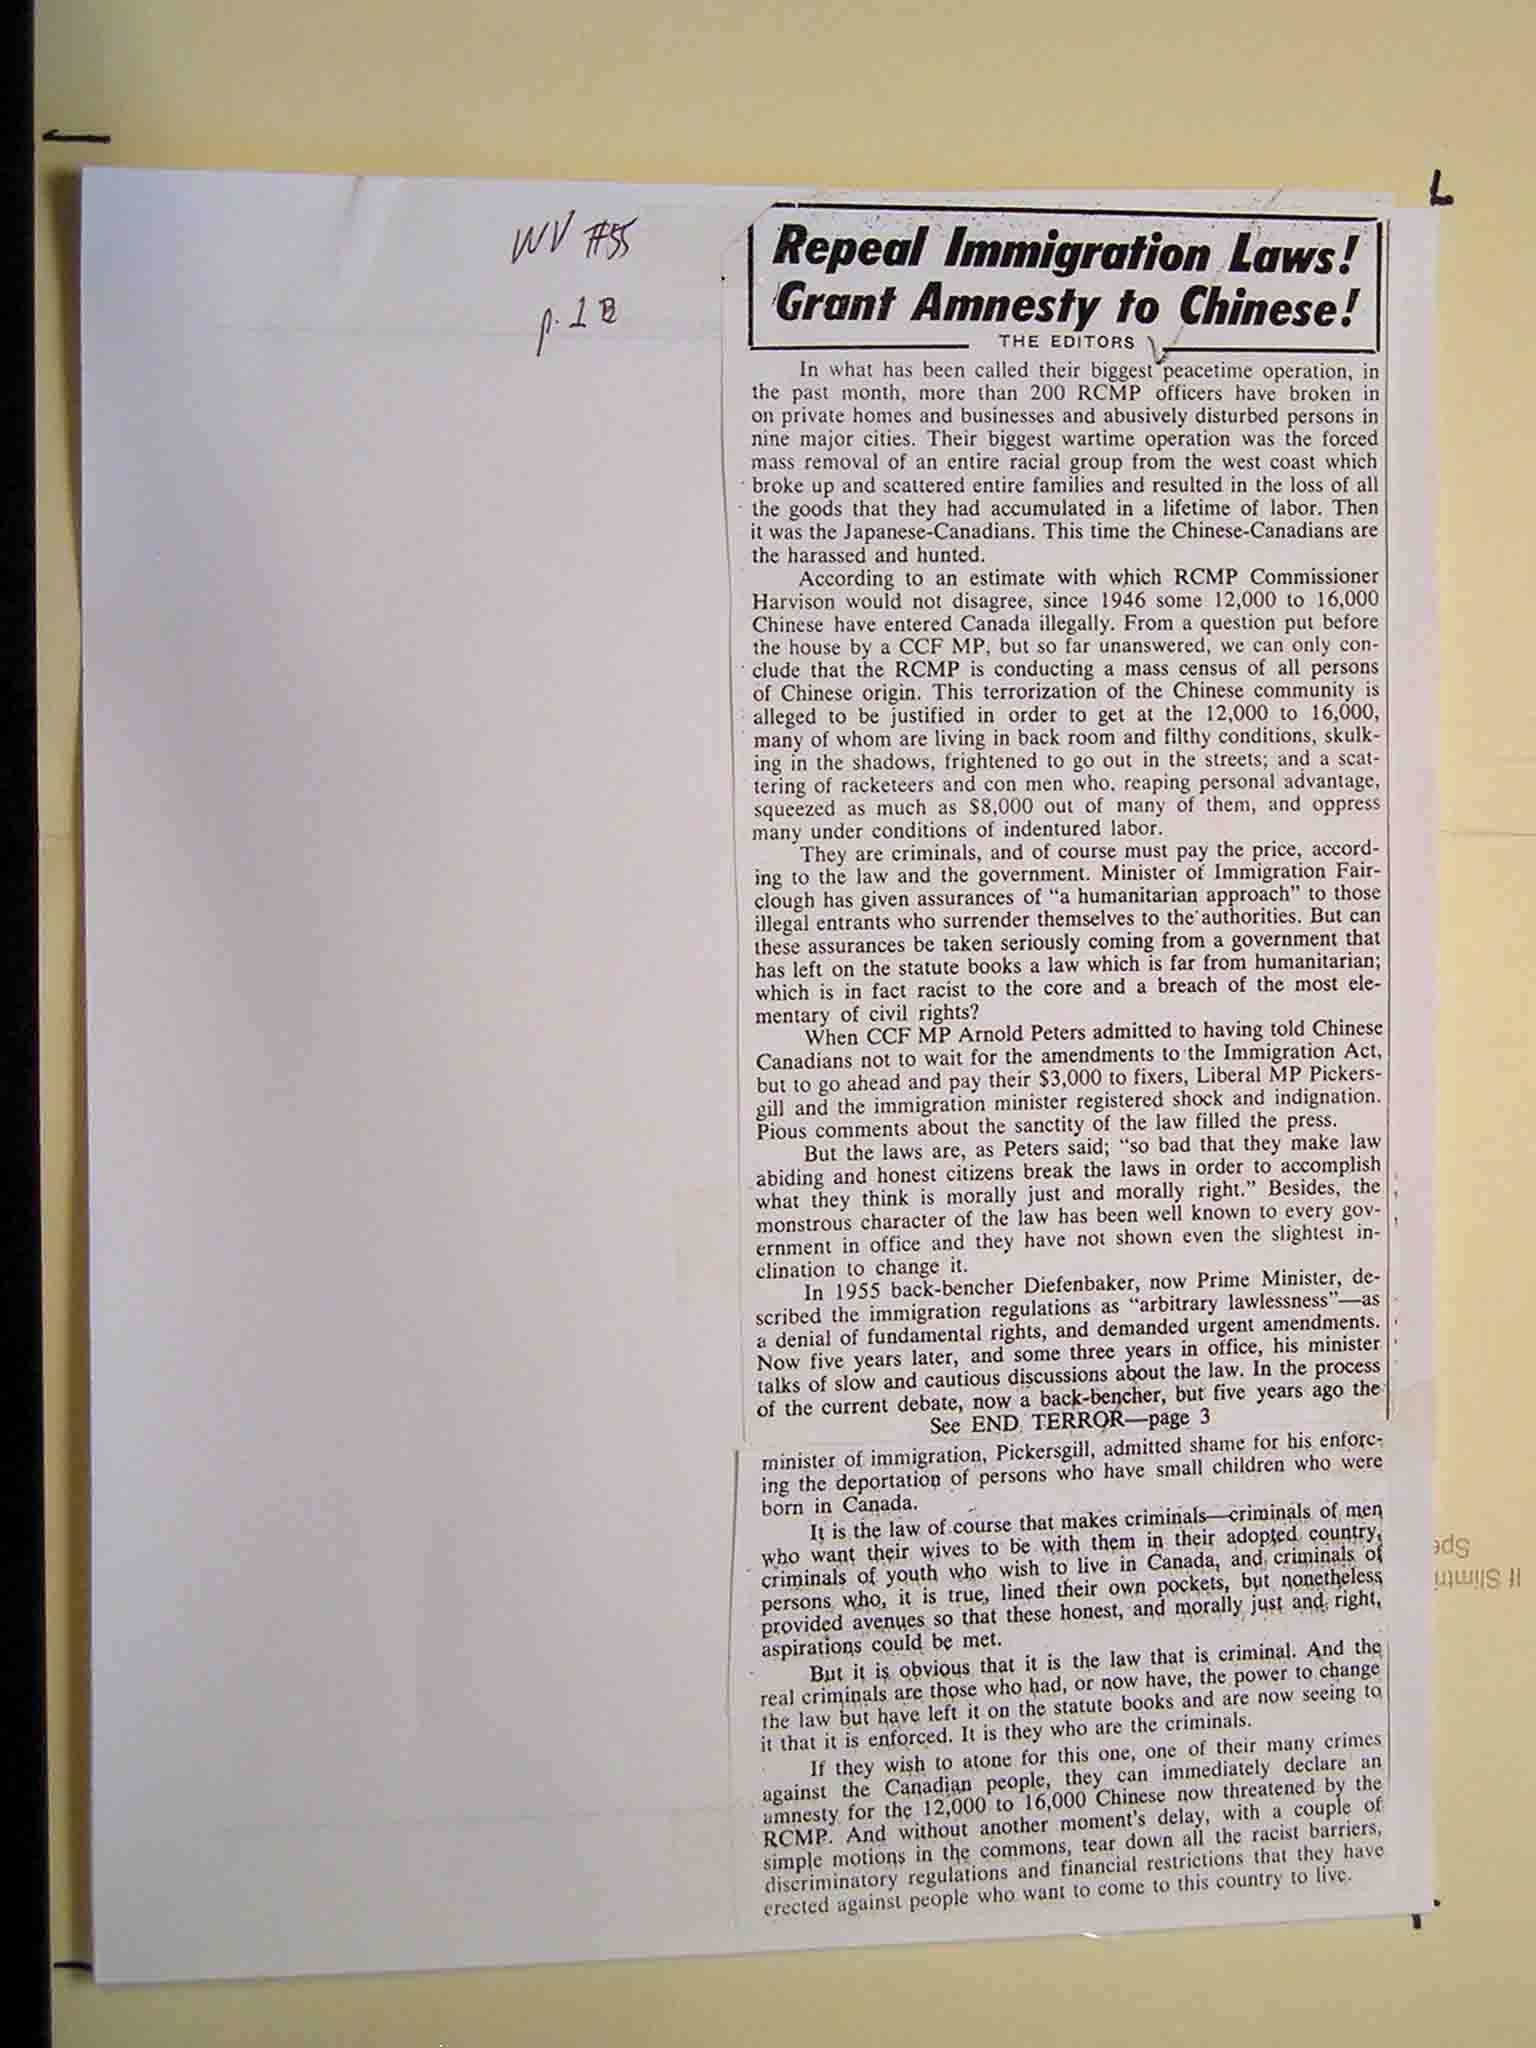 WV #55
p. 1
Repeal Immigration Laws!
Grant Amnesty to Chinese!
THE EDITORS
In what has been called their biggest peacetime operation, in
the past month, more than 200 RCMP officers have broken in
on private homes and businesses and abusively disturbed persons in
nine major cities. Their biggest wartime operation was the forced
mass removal of an entire racial group from the west coast which
broke up and scattered entire families and resulted in the loss of all
the goods that they had accumulated in a lifetime of labor. Then
it was the Japanese-Canadians. This time the Chinese-Canadians are
the harassed and hunted.
According to an estimate with which RCMP Commissioner
Harvison would not disagree, since 1946 some 12,000 to 16,000
Chinese have entered Canada illegally. From a question put before
the house by a CCF MP, but so far unanswered, we can only con-
clude that the RCMP is conducting a mass census of all persons
of Chinese origin. This terrorization of the Chinese community is
alleged to be justified in order to get at the 12,000 to 16,000,
many of whom are living in back room and filthy conditions, skulk-
ing in the shadows, frightened to go out in the streets; and a scat-
tering of racketeers and con men who, reaping personal advantage,
squeezed as much as $8,000 out of many of them, and oppress
many under conditions of indentured labor.
They are criminals, and of course must pay the price, accord-
ing to the law and the government. Minister of Immigration Fair-
clough has given assurances of “a humanitarian approach” to those
illegal entrants who surrender themselves to the authorities. But can
these assurances be taken seriously coming from a government that
has left on the statute books a law which is far from humanitarian;
which is in fact racist to the core and a breach of the most ele-
mentary of civil rights?
When CCF MP Arnold Peters admitted to having told Chinese
Canadians not to wait for the amendments to the Immigration Act,
but to go ahead and pay their $3,000 to fixers, Liberal MP Pickers-
gill and the immigration minister registered shock and indignation.
Pious comments about the sanctity of the law filled the press.
But the laws are, as Peters said; “so bad that they make law
abiding and honest citizens break the laws in order to accomplish
what they think is morally just and morally right.” Besides, the
monstrous character of the law has been well known to every gov-
ernment in office and they have not shown even the slightest in-
clination to change it.
In 1955 back-bencher Diefenbaker, now Prime Minister, de-
scribed the immigration regulations as “arbitrary lawlessness”—as
a denial of fundamental rights, and demanded urgent amendments.
Now five years later, and some three years in office, his minister
talks of slow and cautious discussions about the law. In the process
of the current debate, now a back-bencher, but five years ago the
See END TERROR—page 3
minister of immigration, Pickersgill, admitted shame for his enforc-
ing the deportation of persons who have small children who were
born in Canada.
It is the law of course that makes criminals—criminals of men
who want their wives to be with them in their adopted country,
criminals of youth who wish to live in Canada, and criminals of
persons who, it is true, lined their own pockets, but nonetheless
provided avenues so that these honest, and morally just and right,
aspirations could be met.
But it is obvious that it is the law that is criminal. And the
real criminals are those who had, or now have, the power to change
the law but have left it on the statute books and are now seeing to
it that it is enforced. It is they who are the criminals.
If they wish to atone for this one, one of their many crimes
against the Canadian people, they can immediately declare an
amnesty for the 12,000 to 16,000 Chinese now threatened by the
RCMP. And without another moment's delay, with a couple of
simple motions in the commons, tear down all the racist barriers,
discriminatory regulations and financial restrictions that they have
erected against people who want to come to this country to live.